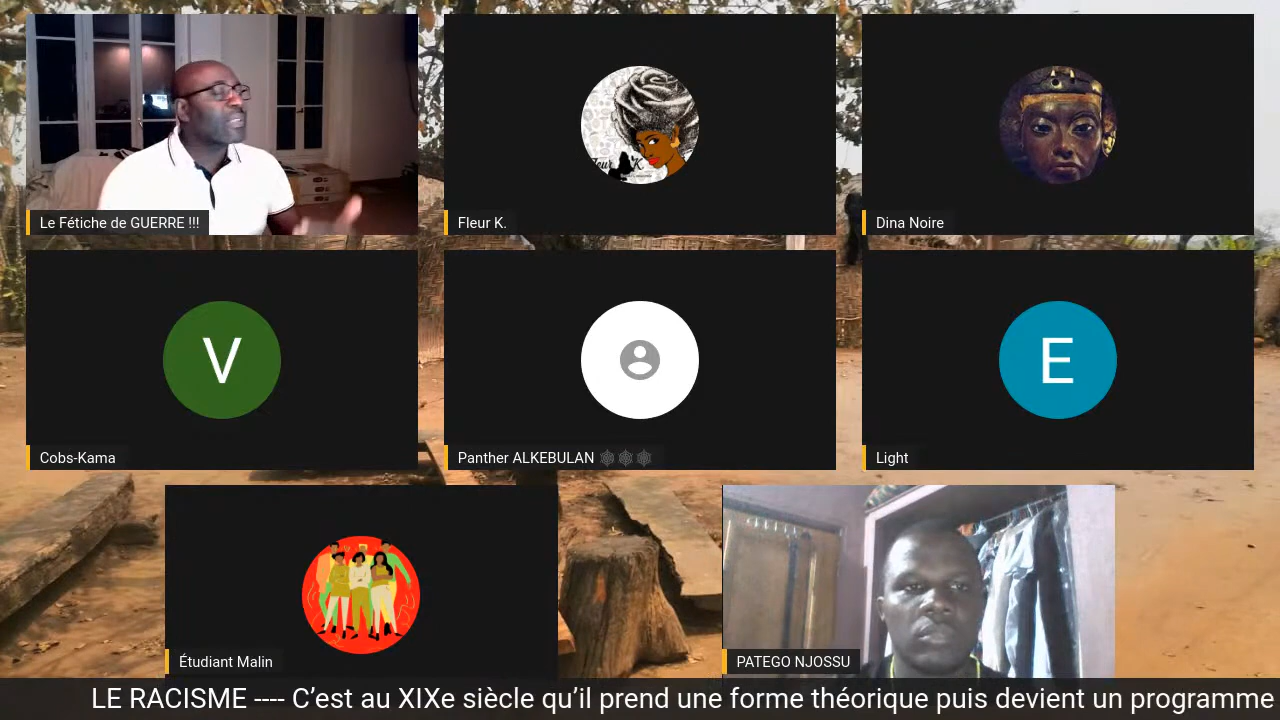 Le Fétiche de GUERRE !!!
Fleur K.
Dina Noire
V
Cobs-Kama
Panther ALKEBULAN 🕸🕸🕸
E
Light
Étudiant Malin
PATEGO NJOSSU
LE RACISME ---- C’est au XIXe siècle qu’il prend une forme théorique puis devient un programme